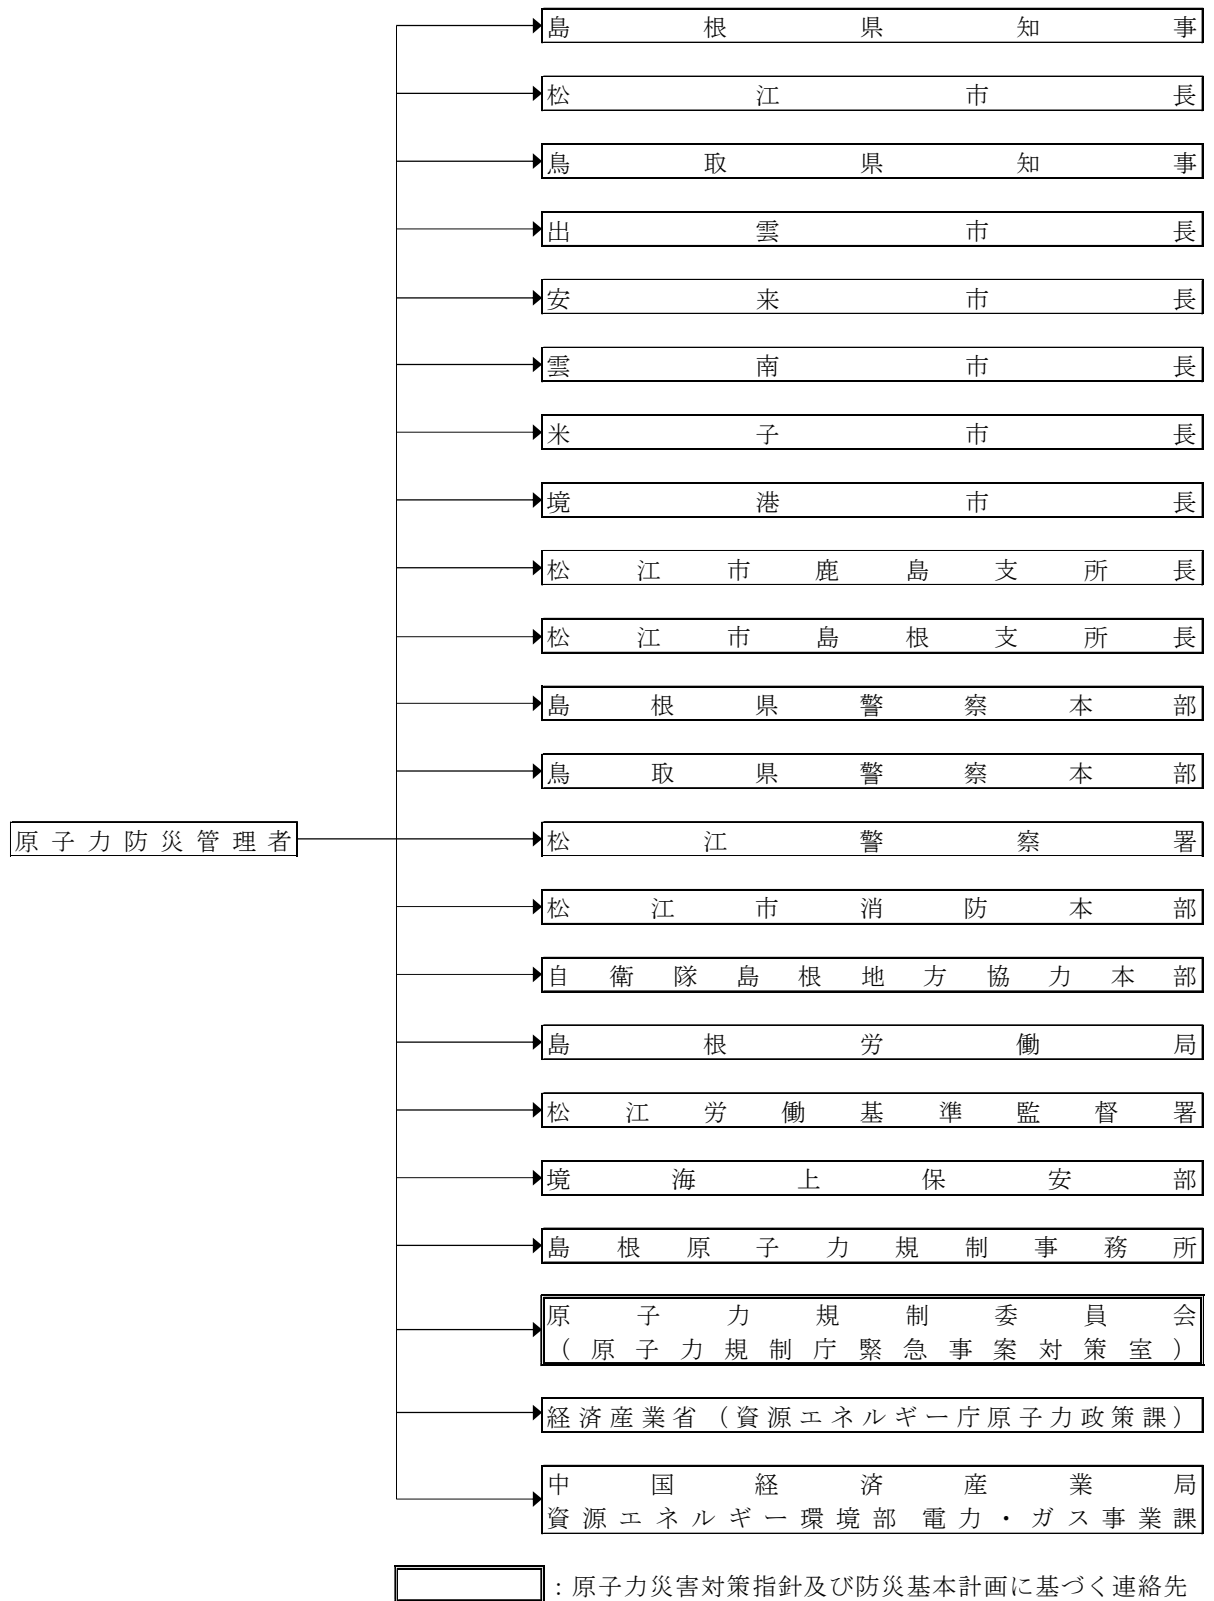 島根県知事
松江市長
鳥取県知事
出雲市長
安来市長
雲南市長
米子市長
境港市長
松江市鹿島支所長
松江市島根支所長
島根県警察本部
鳥取県警察本部
原子力防災管理者
松江警察署
松江市消防本部
自衛隊島根地方協力本部
島根労働局
松江労働基準監督署
境海上保安部
島根原子力規制事務所
原子力規制委員会
（原子力規制庁緊急事案対策室）
経済産業省（資源エネルギー庁原子力政策課）
中国経済産業局
資源エネルギー環境部 電力・ガス事業課
：原子力災害対策指針及び防災基本計画に基づく連絡先